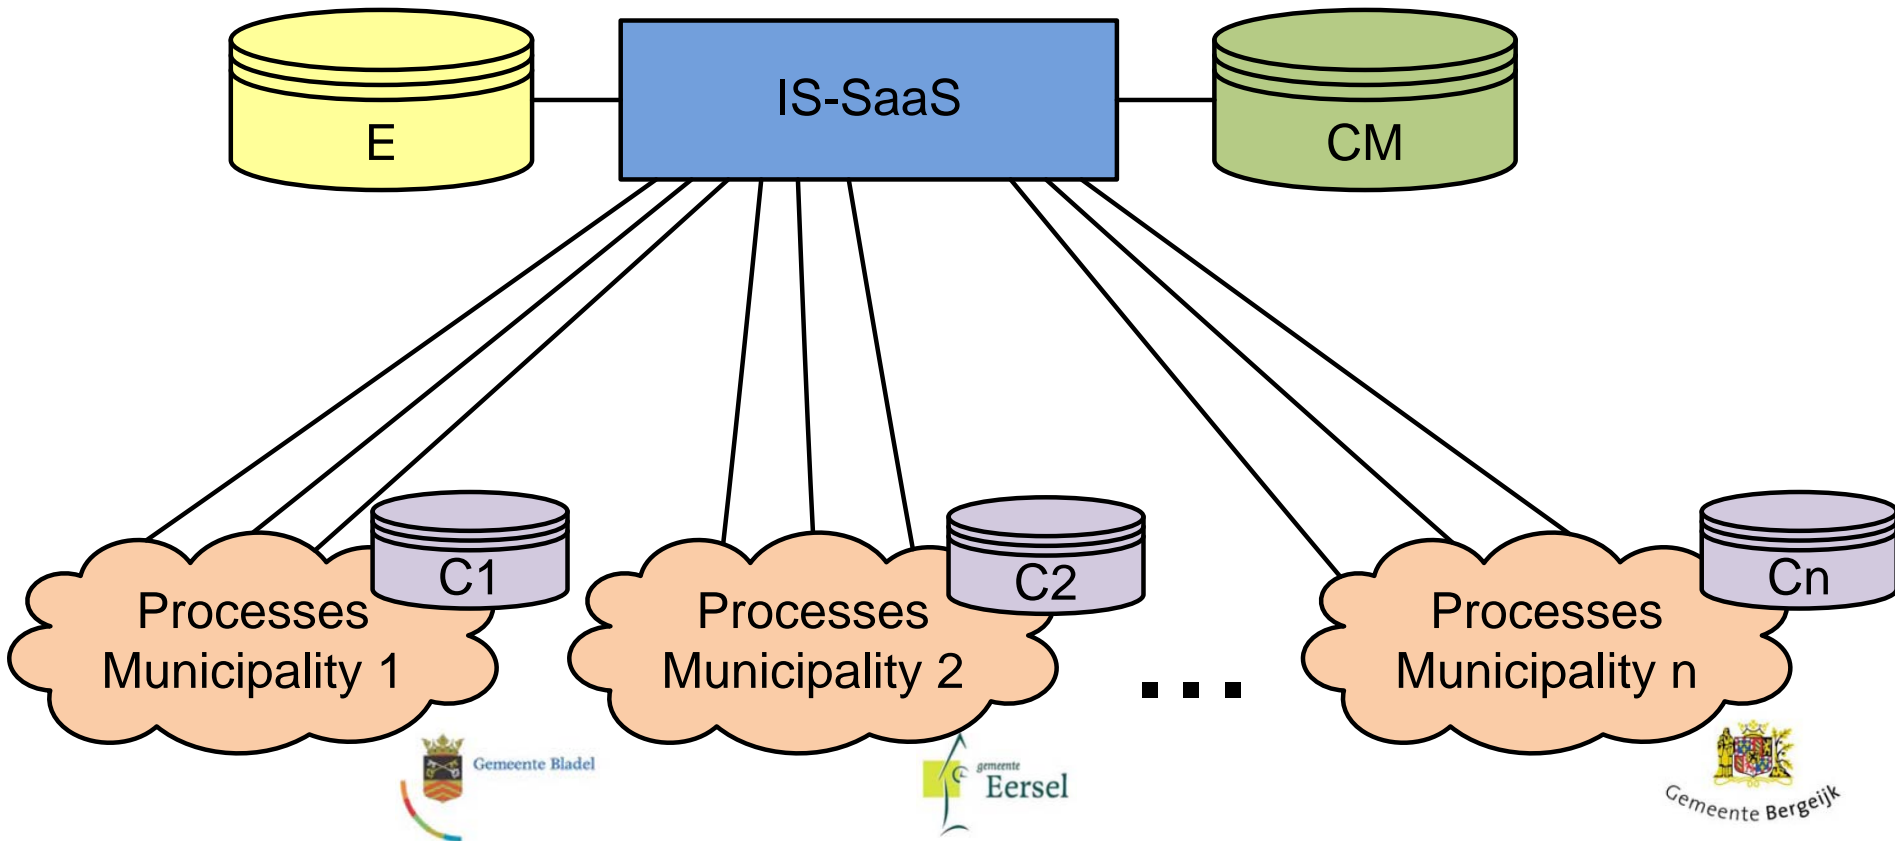 E
IS-SaaS
CM
C1
C2
Cn
Processes
Municipality 1
Processes
Municipality 2
...
Processes
Municipality n
Gemeente Bladel
gemeente
Eersel
Gemeente Bergeijk